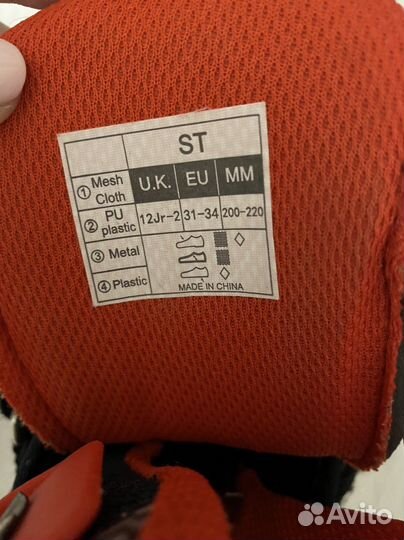 ST
① Mesh Cloth U.K. EU MM
② PU plastic 12Jr-2 31-34 200-220
③ Metal
④ Plastic
MADE IN CHINA
Avito